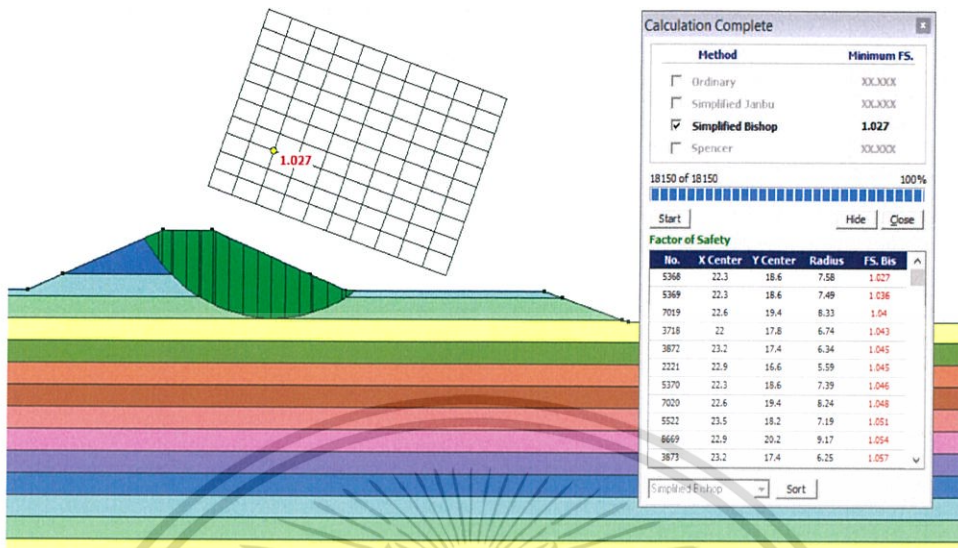 1.027
Calculation Complete
x
Method Minimum FS.
Ordinary XX.XXX
Simplified Janbu XX.XXX
Simplified Bishop 1.027
Spencer XX.XXX
18150 of 18150 100%
Start Hide Close
Factor of Safety
No. X Center Y Center Radius FS. Bis
5368 22.3 18.6 7.58 1.027
5369 22.3 18.6 7.49 1.036
7019 22.6 19.4 8.33 1.04
3718 22 17.8 6.74 1.043
3872 23.2 17.4 6.34 1.045
2221 22.9 16.6 5.59 1.045
5370 22.3 18.6 7.39 1.046
7020 22.6 19.4 8.24 1.048
5522 23.5 18.2 7.19 1.051
8669 22.9 20.2 9.17 1.054
3873 23.2 17.4 6.25 1.057
Simplified Bishop Sort